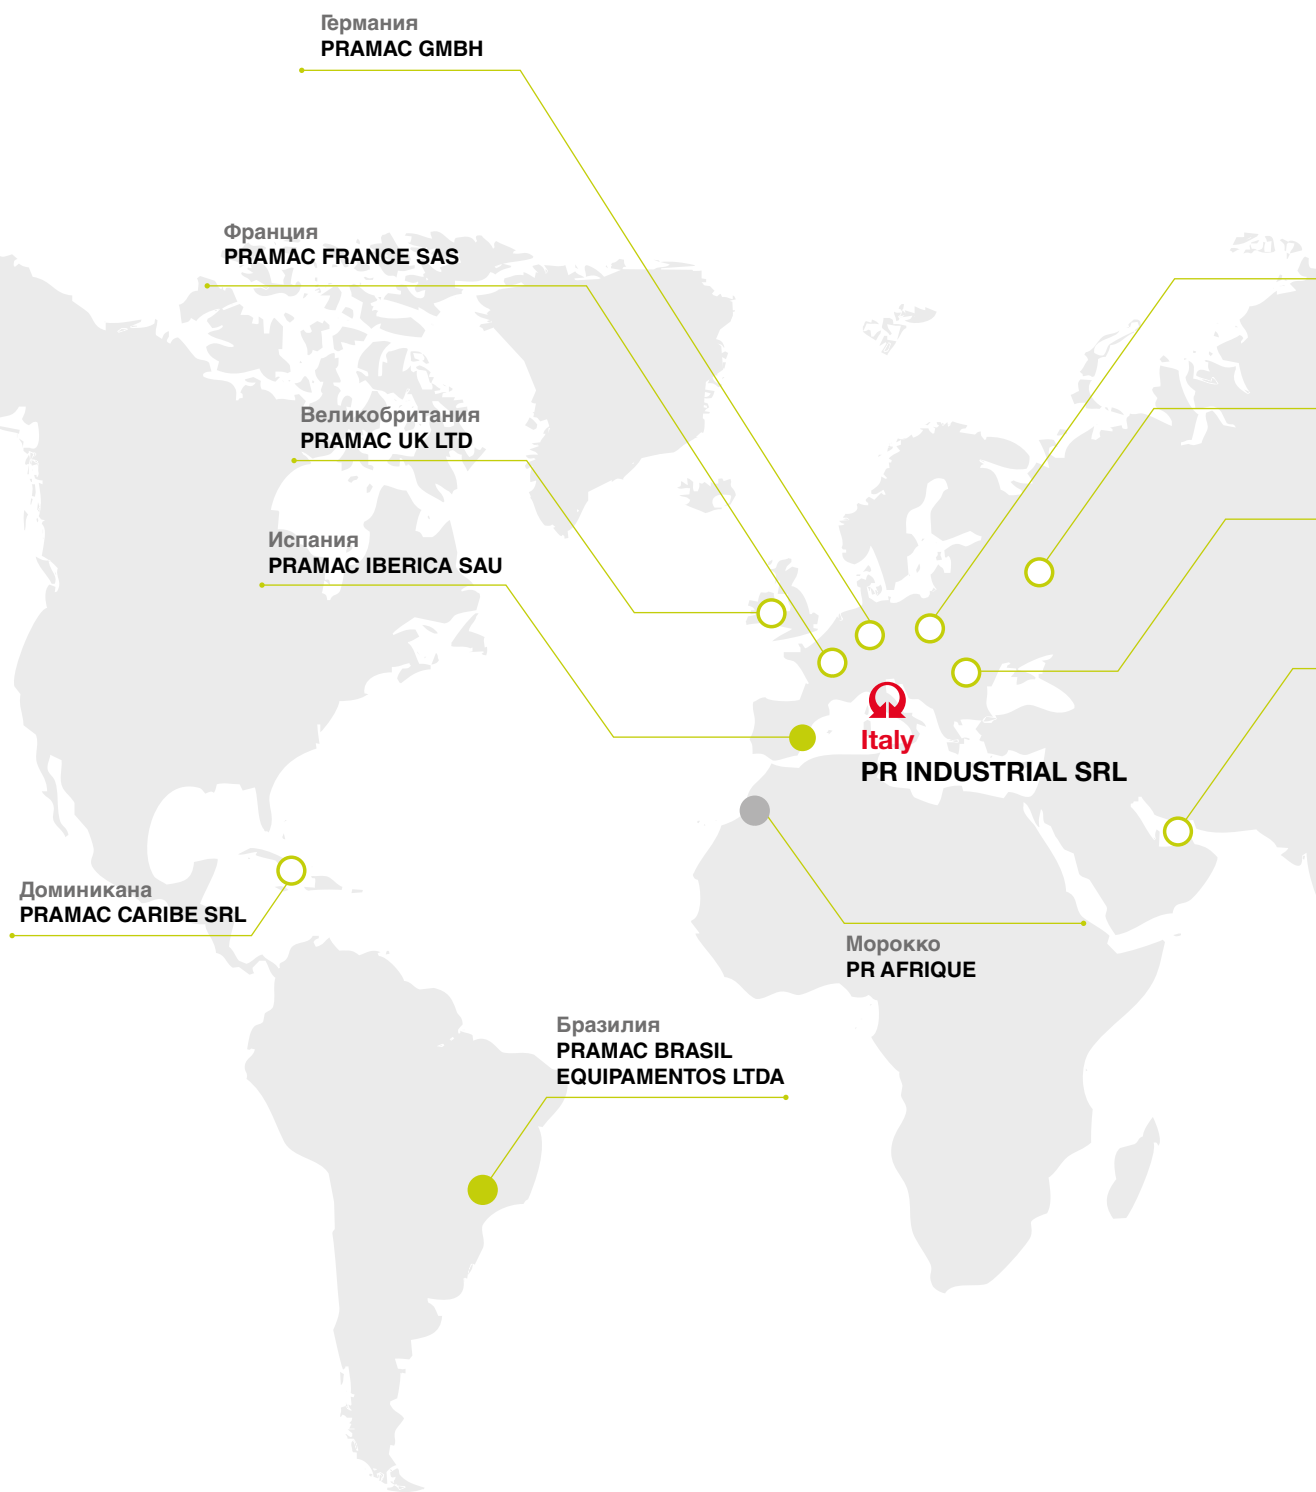 Германия
PRAMAC GMBH
Франция
PRAMAC FRANCE SAS
Великобритания
PRAMAC UK LTD
Испания
PRAMAC IBERICA SAU
Italy
PR INDUSTRIAL SRL
Доминикана
PRAMAC CARIBE SRL
Морокко
PR AFRIQUE
Бразилия
PRAMAC BRASIL
EQUIPAMENTOS LTDA